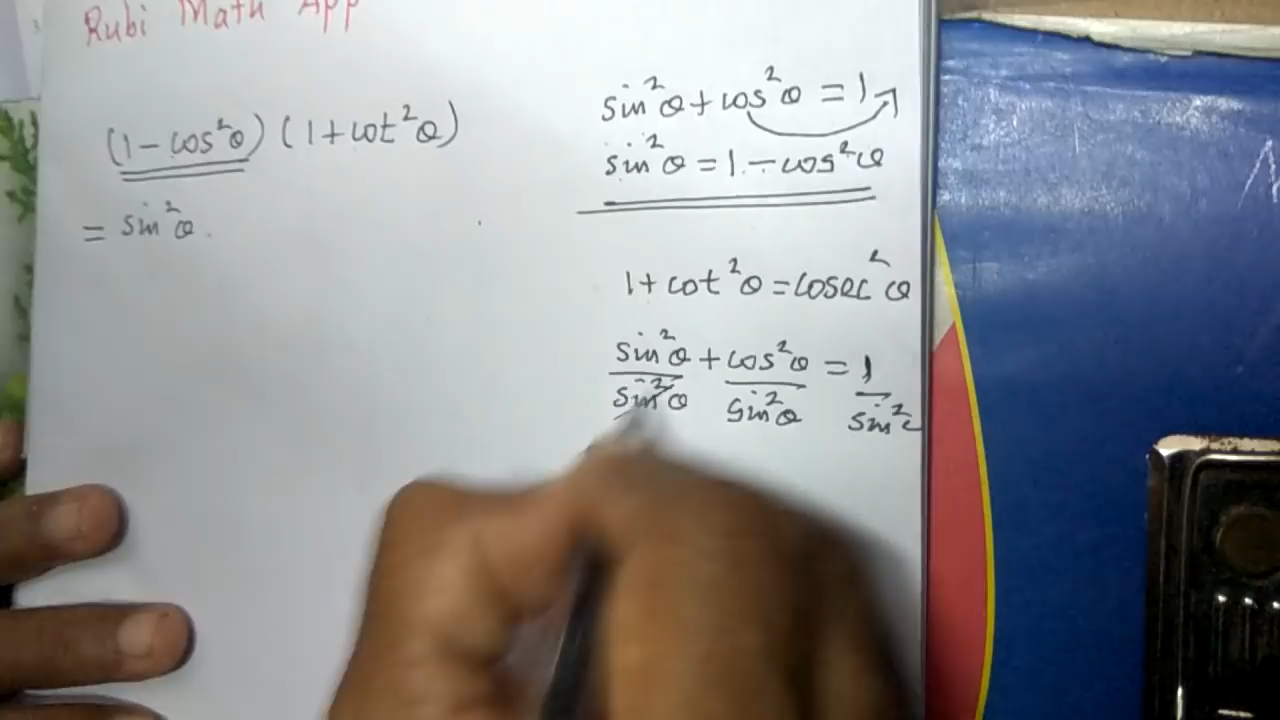 Rubi Math App
(1 - cos²θ) (1 + cot²θ)
= sin²θ.
sin²θ + cos²θ = 1
sin²θ = 1 - cos²θ
1 + cot²θ = cosec²θ
sin²θ/sin²θ + cos²θ/sin²θ = 1/sin²